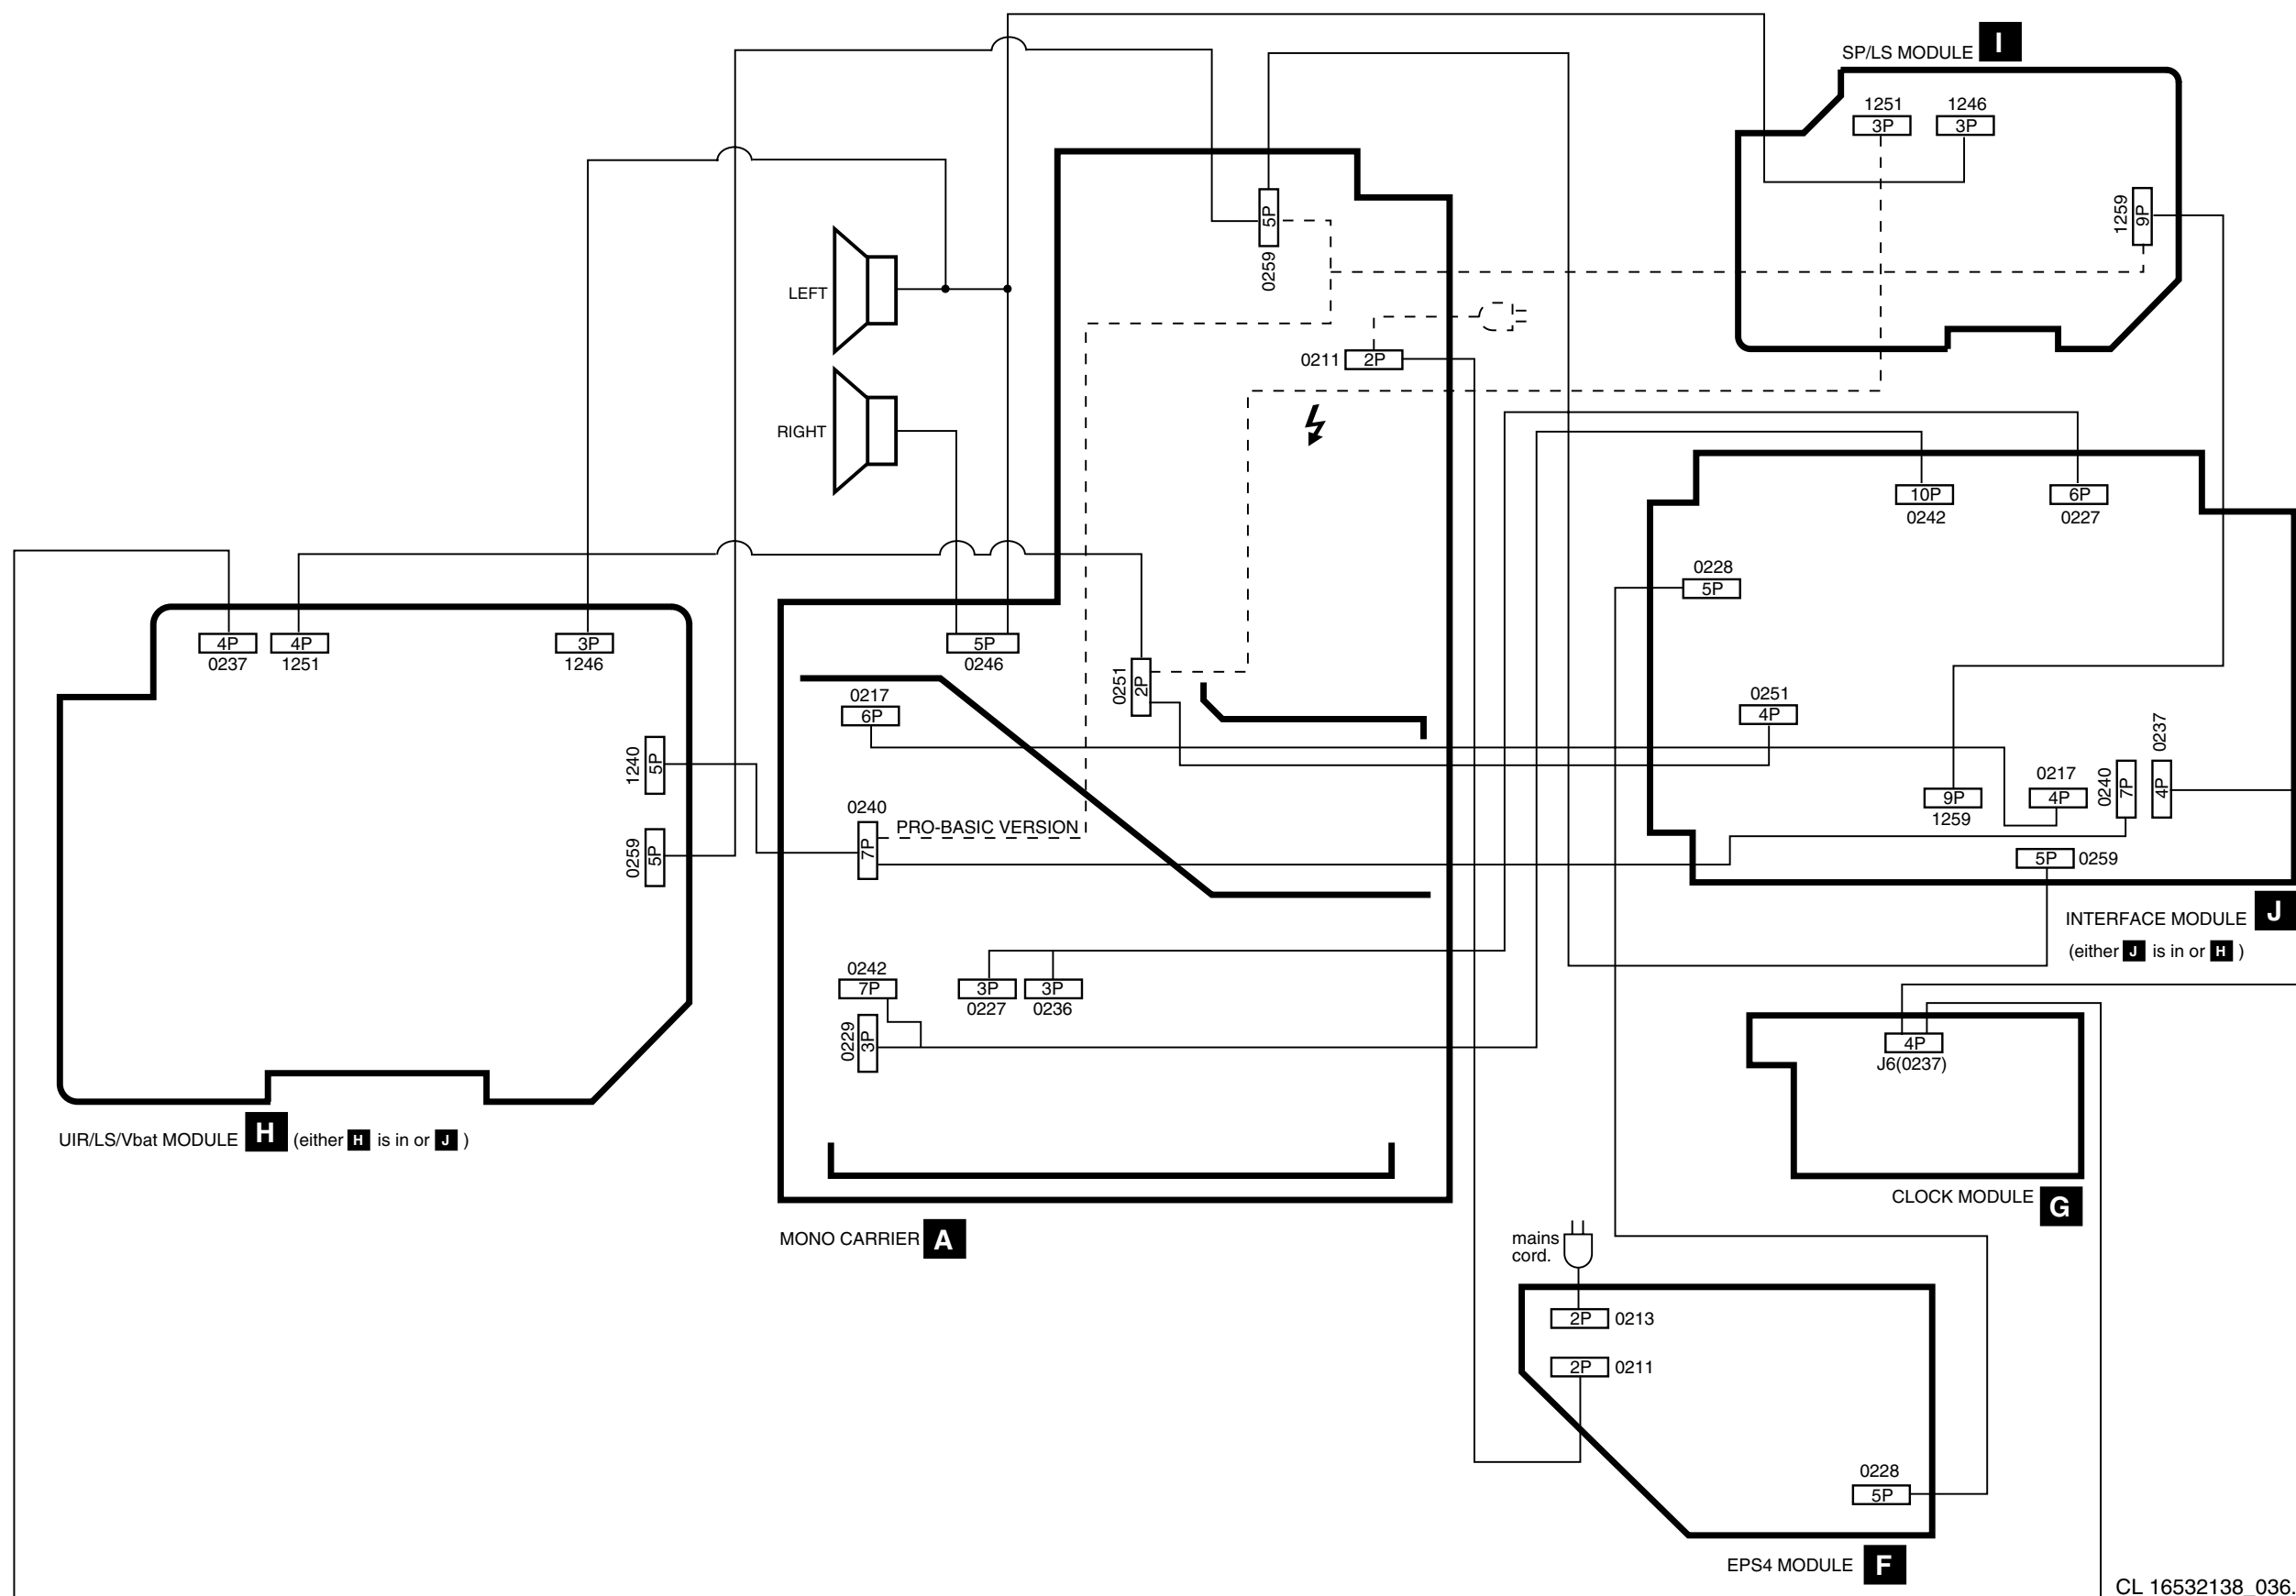 SP/LS MODULE I
1251 1246
3P 3P
1259 9P
5P 0259
LEFT
0211 2P
RIGHT
10P 6P
0242 0227
0228
5P
4P 4P 3P
0237 1251 1246
5P
0246
0251 2P
0217
6P
0251
4P
0237 4P
1240 5P
0240 7P
0217
9P 4P
1259
0240
PRO-BASIC VERSION
7P
0259 5P
5P 0259
INTERFACE MODULE J
(either J is in or H )
0242
7P 3P 3P
0227 0236
0229 3P
4P
J6(0237)
UIR/LS/Vbat MODULE H (either H is in or J )
CLOCK MODULE G
MONO CARRIER A
mains
cord.
2P 0213
2P 0211
0228
5P
EPS4 MODULE F
CL 16532138_036.